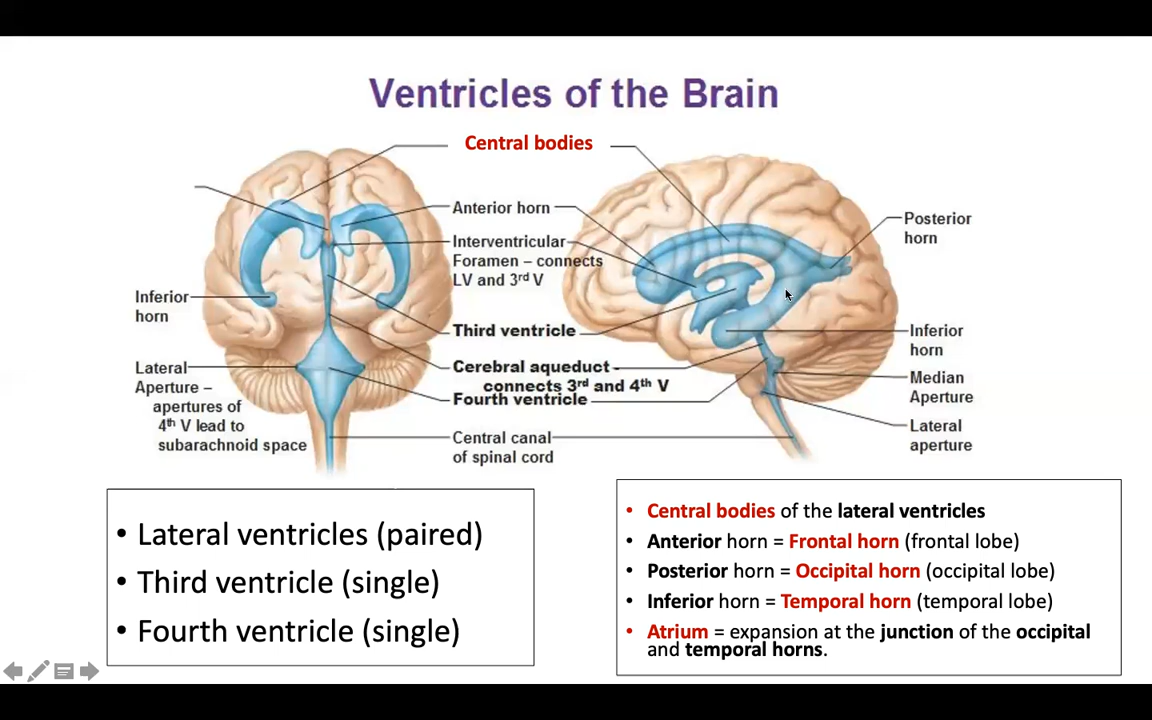 Ventricles of the Brain
Central bodies
Anterior horn
Interventricular
Foramen – connects
LV and 3rd V
Third ventricle
Cerebral aqueduct -
connects 3rd and 4th V
Fourth ventricle
Central canal
of spinal cord
Inferior
horn
Lateral
Aperture –
apertures of
4th V lead to
subarachnoid space
Posterior
horn
Inferior
horn
Median
Aperture
Lateral
aperture
• Lateral ventricles (paired)
• Third ventricle (single)
• Fourth ventricle (single)
• Central bodies of the lateral ventricles
• Anterior horn = Frontal horn (frontal lobe)
• Posterior horn = Occipital horn (occipital lobe)
• Inferior horn = Temporal horn (temporal lobe)
• Atrium = expansion at the junction of the occipital
and temporal horns.